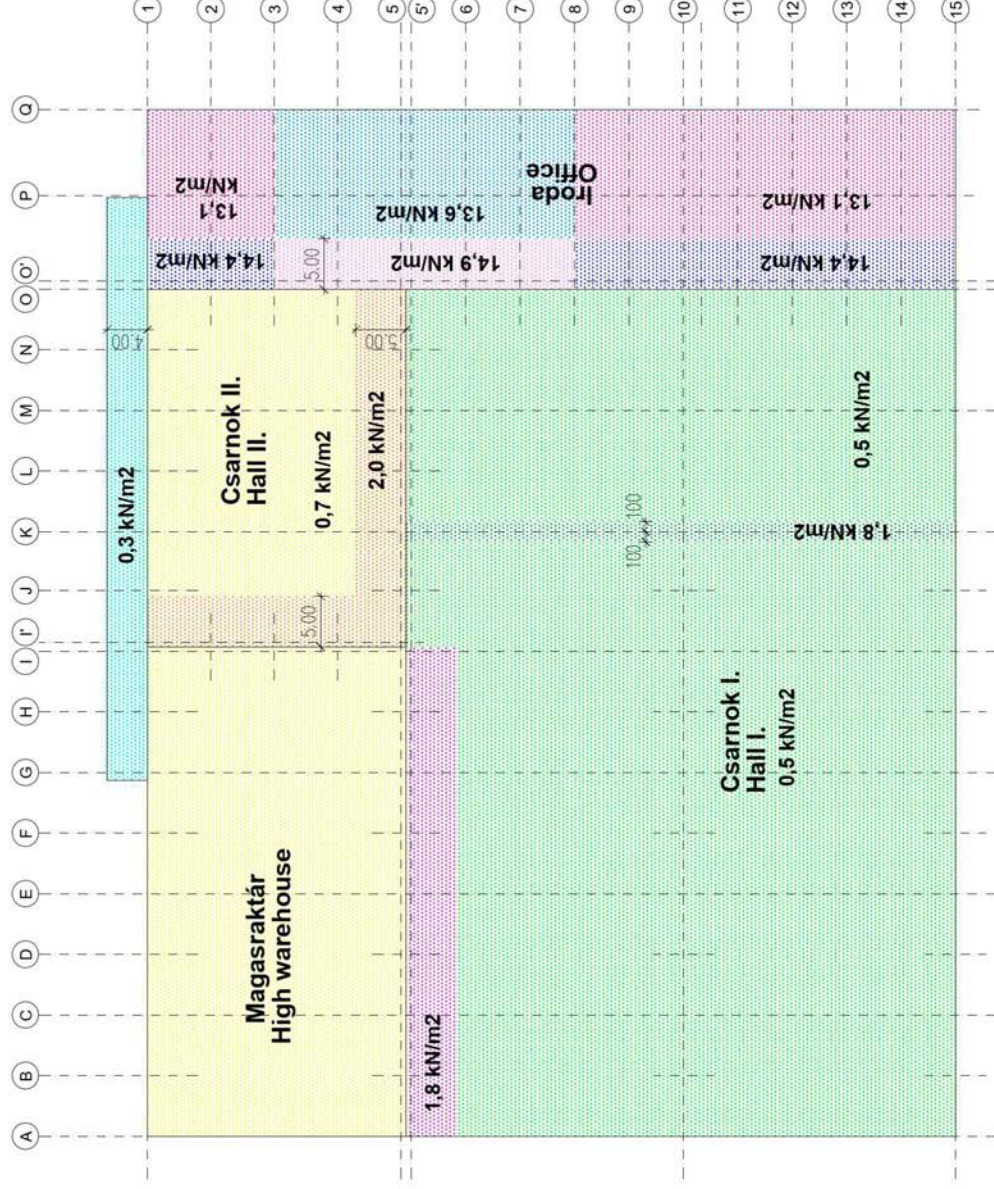 1
2
3
4
5
5'
6
7
8
9
10
11
12
13
14
15
Q
P
O'
O
N
M
L
K
J
I'
I
H
G
F
E
D
C
B
A
0,3 kN/m2
4.00
Csarnok II.
Hall II.
0,7 kN/m2
2,0 kN/m2
5.00
5.00
5.00
13,1
kN/m2
14,4 kN/m2
13,6 kN/m2
14,9 kN/m2
Iroda
Office
13,1 kN/m2
14,4 kN/m2
Magasraktár
High warehouse
1,8 kN/m2
Csarnok I.
Hall I.
0,5 kN/m2
0,5 kN/m2
1,8 kN/m2
100
100